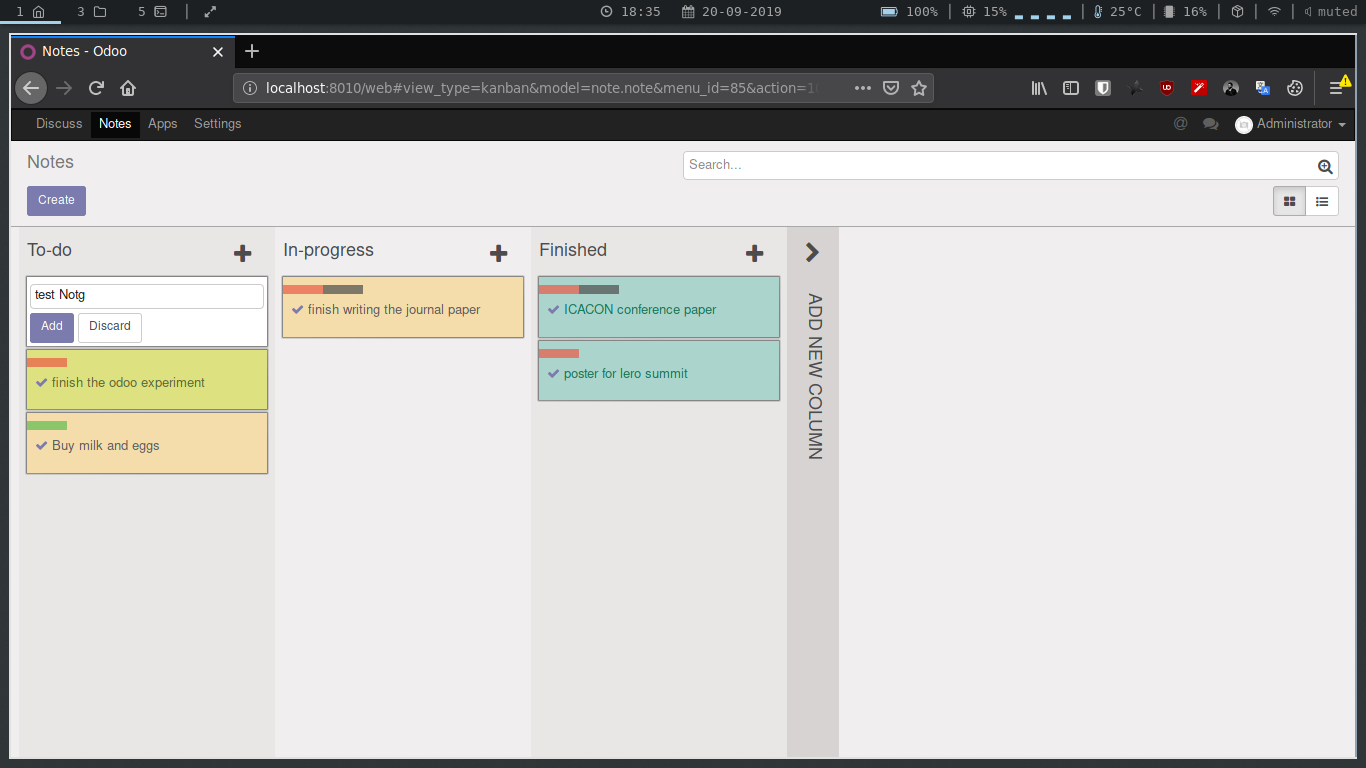 1 3 5 18:35 20-09-2019 100% 15% 25°C 16% muted
Notes - Odoo
localhost:8010/web#view_type=kanban&model=note.note&menu_id=85&action=1
Discuss Notes Apps Settings @ Administrator
Notes
Search...
Create
To-do
In-progress
Finished
test Notg
Add Discard
finish the odoo experiment
Buy milk and eggs
finish writing the journal paper
ICACON conference paper
poster for lero summit
ADD NEW COLUMN